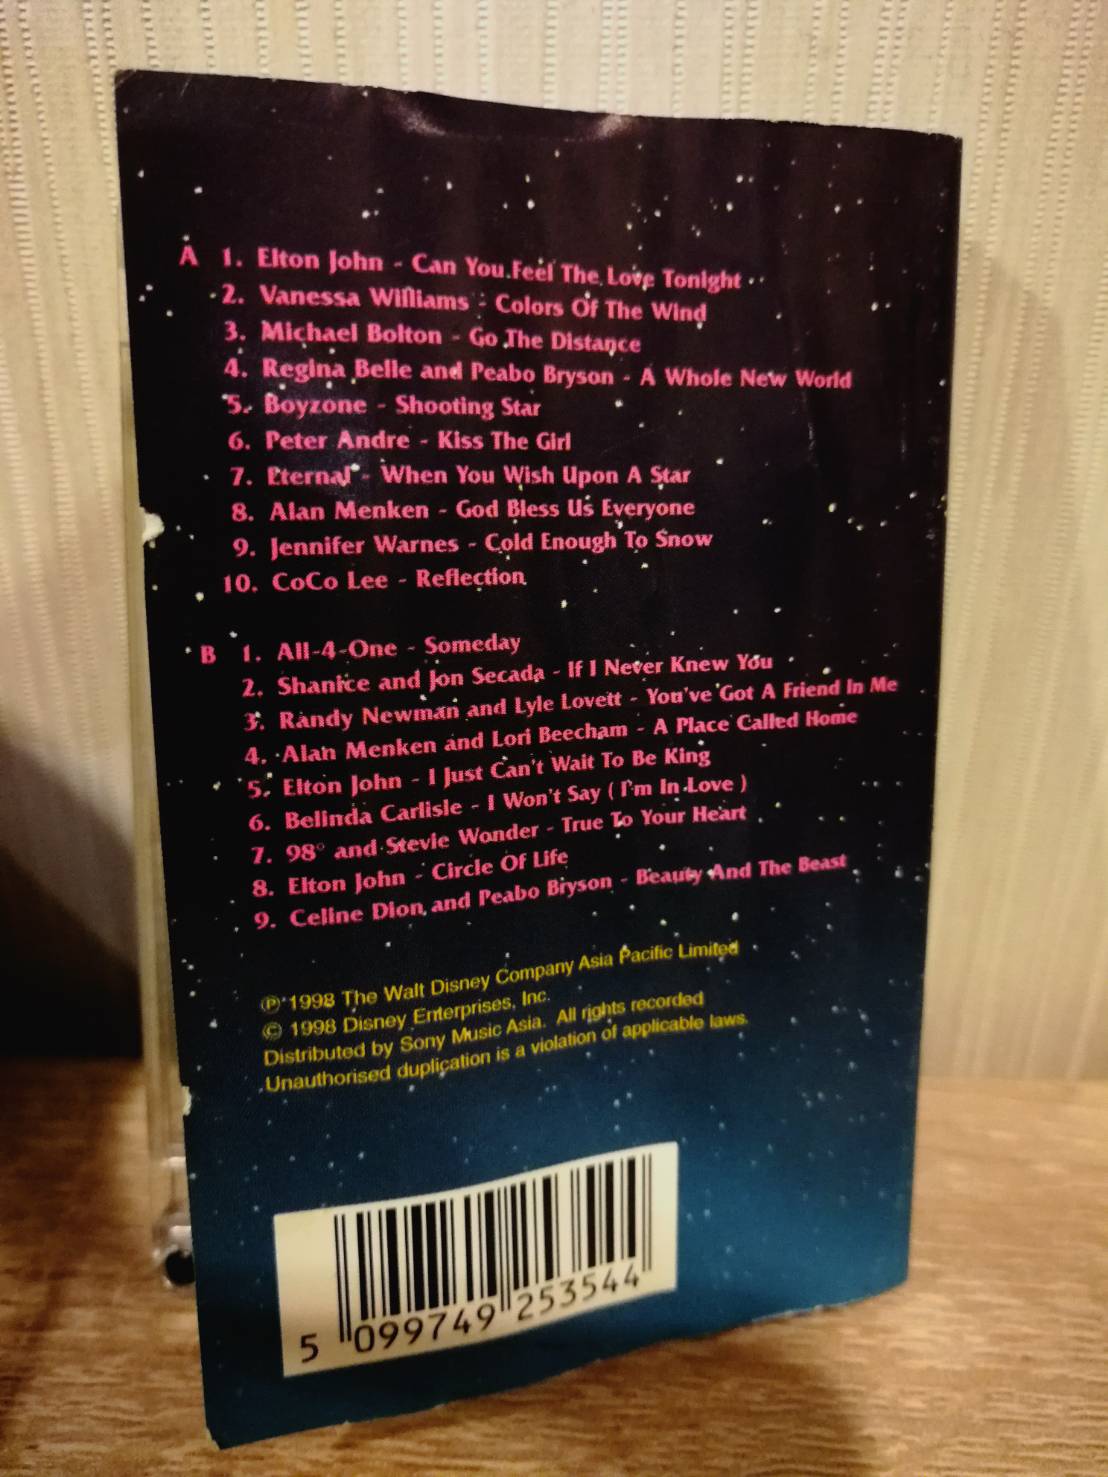 A 1. Elton John - Can You Feel The Love Tonight
2. Vanessa Williams - Colors Of The Wind
3. Michael Bolton - Go The Distance
4. Regina Belle and Peabo Bryson - A Whole New World
5. Boyzone - Shooting Star
6. Peter Andre - Kiss The Girl
7. Eternal - When You Wish Upon A Star
8. Alan Menken - God Bless Us Everyone
9. Jennifer Warnes - Cold Enough To Snow
10. CoCo Lee - Reflection
B 1. All-4-One - Someday
2. Shanice and Jon Secada - If I Never Knew You
3. Randy Newman and Lyle Lovett - You've Got A Friend In Me
4. Alan Menken and Lori Beecham - A Place Called Home
5. Elton John - I Just Can't Wait To Be King
6. Belinda Carlisle - I Won't Say ( I'm In Love )
7. 98° and Stevie Wonder - True To Your Heart
8. Elton John - Circle Of Life
9. Celine Dion and Peabo Bryson - Beauty And The Beast
℗ 1998 The Walt Disney Company Asia Pacific Limited
© 1998 Disney Enterprises, Inc.
Distributed by Sony Music Asia. All rights recorded
Unauthorised duplication is a violation of applicable laws.
5 099749 253544